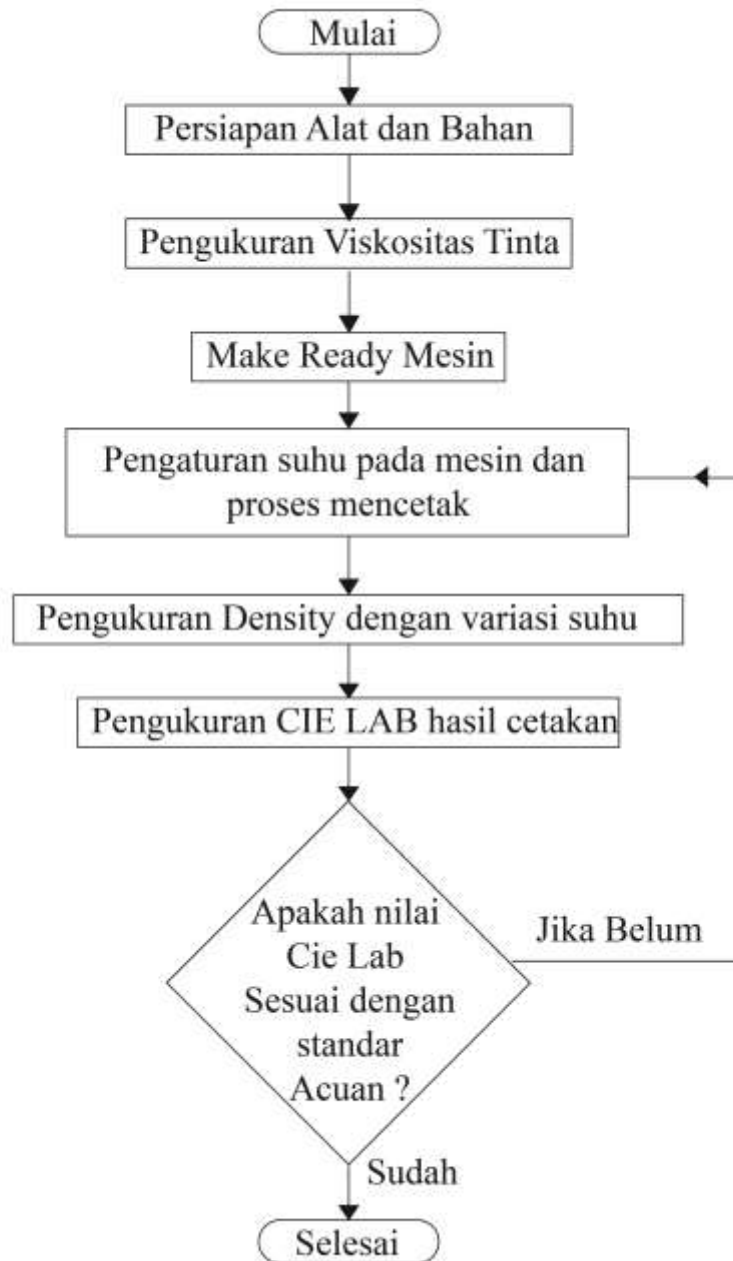 Mulai
Persiapan Alat dan Bahan
Pengukuran Viskositas Tinta
Make Ready Mesin
Pengaturan suhu pada mesin dan
proses mencetak
Pengukuran Density dengan variasi suhu
Pengukuran CIE LAB hasil cetakan
Apakah nilai
Cie Lab
Sesuai dengan
standar
Acuan ?
Jika Belum
Sudah
Selesai